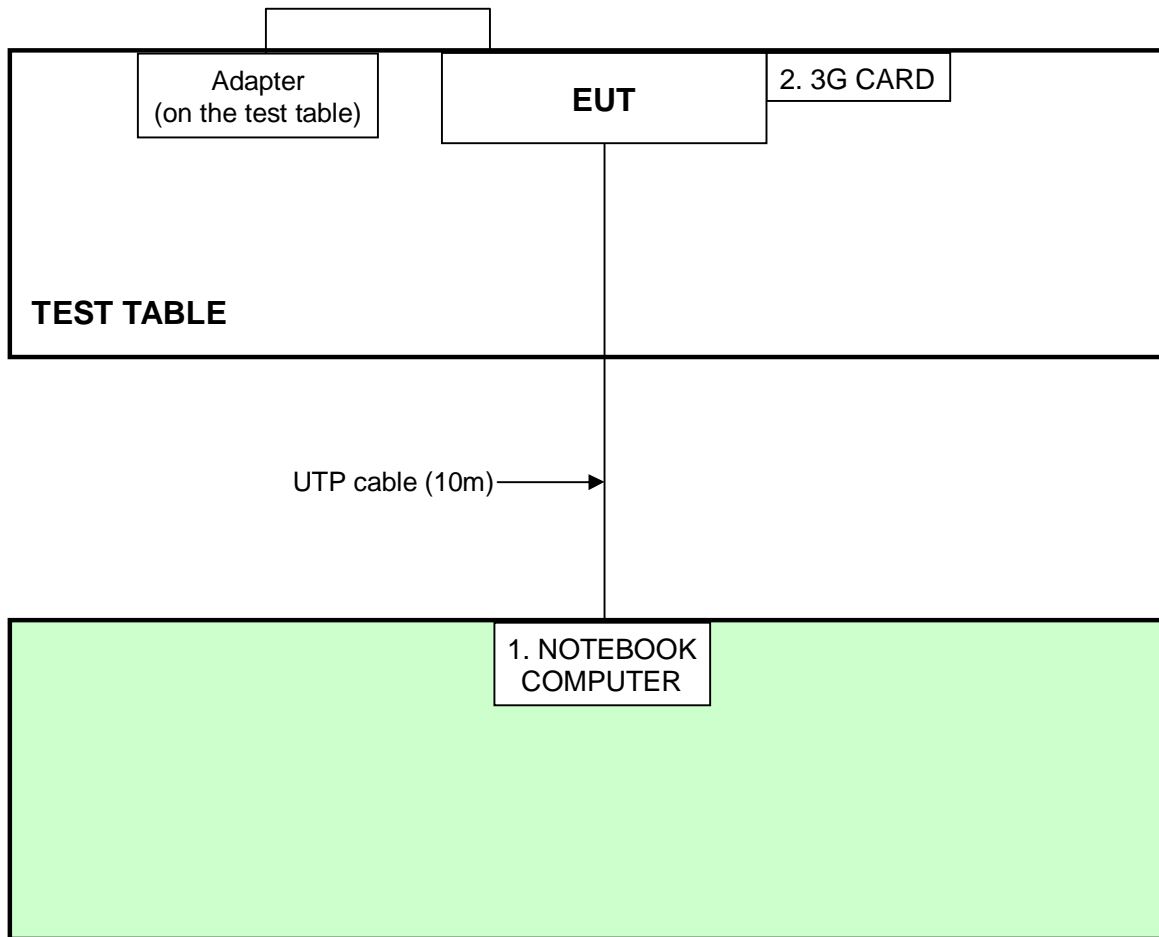 Adapter
(on the test table)
EUT
2. 3G CARD
TEST TABLE
UTP cable (10m)
1. NOTEBOOK
COMPUTER